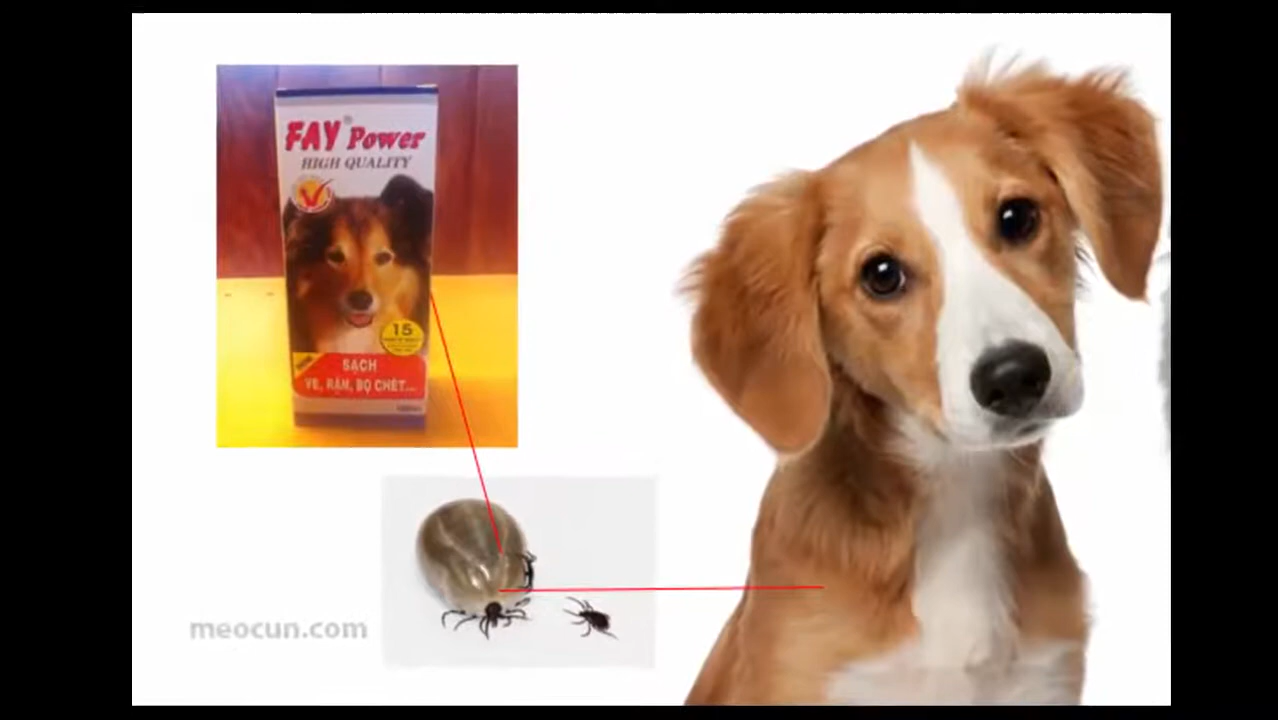 FAY® Power
HIGH QUALITY
15
SẠCH
VE, RẬN, BỌ CHÉT...
meocun.com